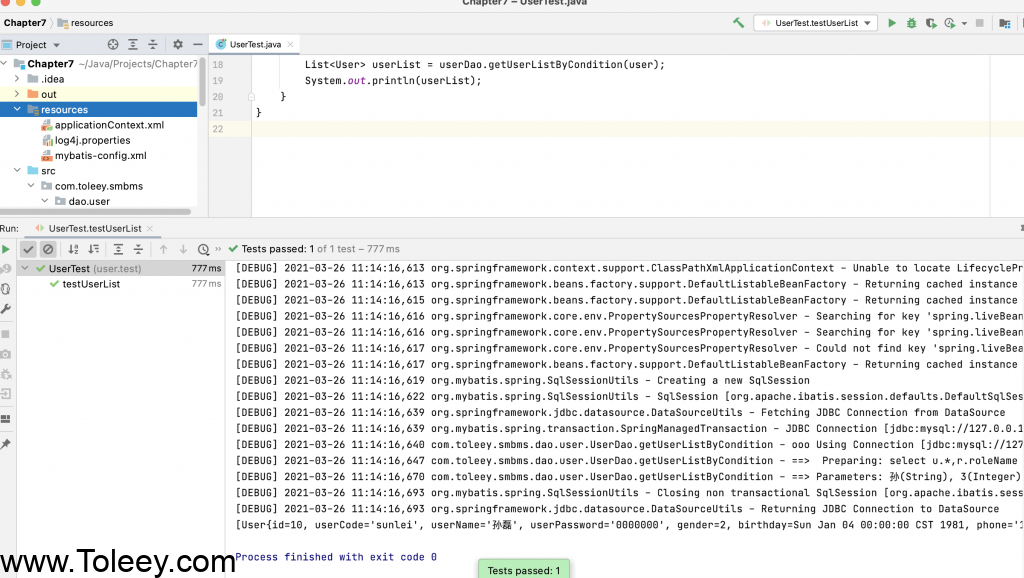 Chapter7 – UserTest.java
Chapter7 resources
UserTest.testUserList
Project
UserTest.java
Chapter7 ~/Java/Projects/Chapter7
.idea
out
resources
applicationContext.xml
log4j.properties
mybatis-config.xml
src
com.toleey.smbms
dao.user
18 List<User> userList = userDao.getUserListByCondition(user);
19 System.out.println(userList);
20 }
21 }
22
Run: UserTest.testUserList
Tests passed: 1 of 1 test – 777 ms
UserTest (user.test) 777 ms
testUserList 777 ms
[DEBUG] 2021-03-26 11:14:16,613 org.springframework.context.support.ClassPathXmlApplicationContext - Unable to locate LifecyclePr
[DEBUG] 2021-03-26 11:14:16,613 org.springframework.beans.factory.support.DefaultListableBeanFactory - Returning cached instance
[DEBUG] 2021-03-26 11:14:16,615 org.springframework.beans.factory.support.DefaultListableBeanFactory - Returning cached instance
[DEBUG] 2021-03-26 11:14:16,616 org.springframework.core.env.PropertySourcesPropertyResolver - Searching for key 'spring.liveBean
[DEBUG] 2021-03-26 11:14:16,616 org.springframework.core.env.PropertySourcesPropertyResolver - Searching for key 'spring.liveBean
[DEBUG] 2021-03-26 11:14:16,617 org.springframework.core.env.PropertySourcesPropertyResolver - Could not find key 'spring.liveBea
[DEBUG] 2021-03-26 11:14:16,617 org.springframework.beans.factory.support.DefaultListableBeanFactory - Returning cached instance
[DEBUG] 2021-03-26 11:14:16,619 org.mybatis.spring.SqlSessionUtils - Creating a new SqlSession
[DEBUG] 2021-03-26 11:14:16,622 org.mybatis.spring.SqlSessionUtils - SqlSession [org.apache.ibatis.session.defaults.DefaultSqlSes
[DEBUG] 2021-03-26 11:14:16,639 org.springframework.jdbc.datasource.DataSourceUtils - Fetching JDBC Connection from DataSource
[DEBUG] 2021-03-26 11:14:16,639 org.mybatis.spring.transaction.SpringManagedTransaction - JDBC Connection [jdbc:mysql://127.0.0.1
[DEBUG] 2021-03-26 11:14:16,640 com.toleey.smbms.dao.user.UserDao.getUserListByCondition - ooo Using Connection [jdbc:mysql://127
[DEBUG] 2021-03-26 11:14:16,647 com.toleey.smbms.dao.user.UserDao.getUserListByCondition - ==>  Preparing: select u.*,r.roleName
[DEBUG] 2021-03-26 11:14:16,670 com.toleey.smbms.dao.user.UserDao.getUserListByCondition - ==> Parameters: 孙(String), 3(Integer)
[DEBUG] 2021-03-26 11:14:16,693 org.mybatis.spring.SqlSessionUtils - Closing non transactional SqlSession [org.apache.ibatis.sess
[DEBUG] 2021-03-26 11:14:16,693 org.springframework.jdbc.datasource.DataSourceUtils - Returning JDBC Connection to DataSource
[User{id=10, userCode='sunlei', userName='孙磊', userPassword='0000000', gender=2, birthday=Sun Jan 04 00:00:00 CST 1981, phone='1
Process finished with exit code 0
www.Toleey.com
Tests passed: 1